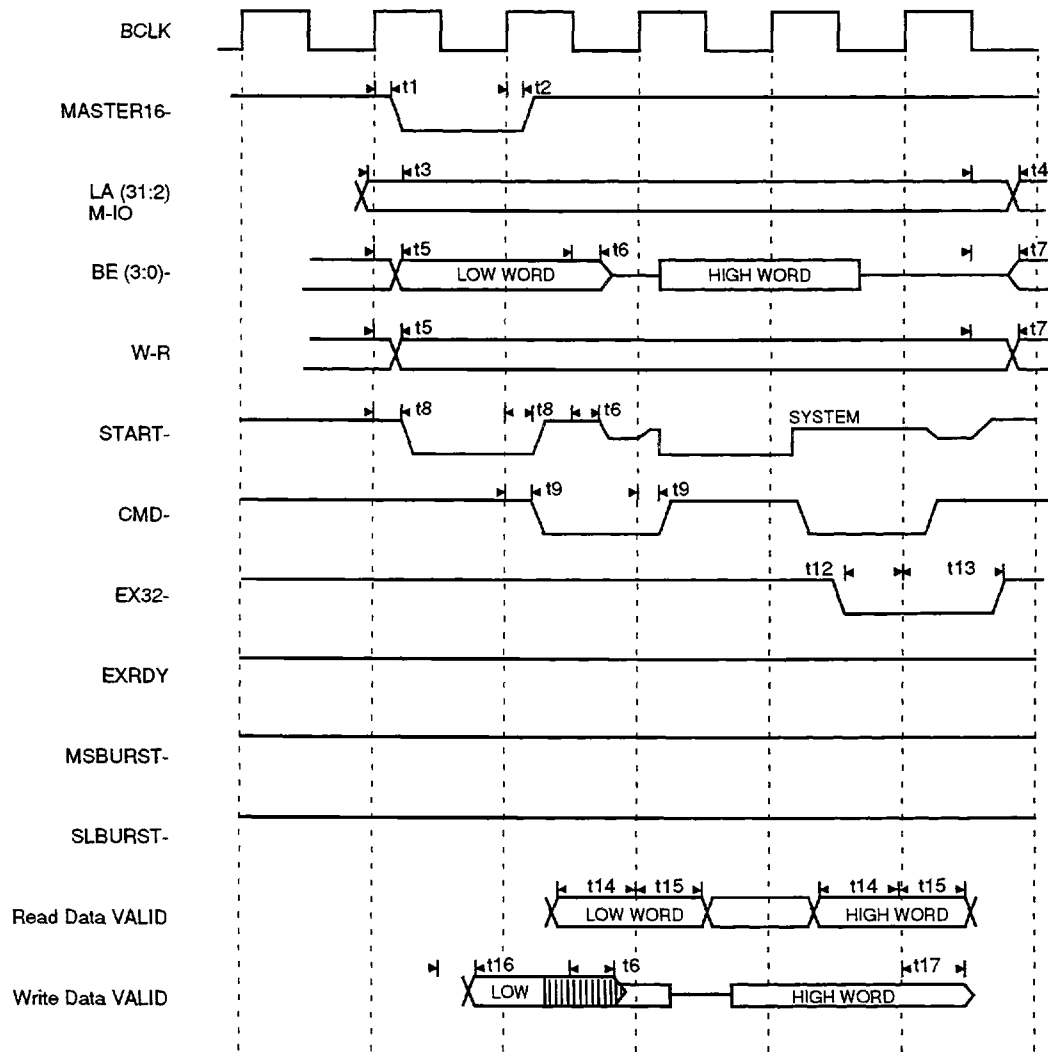 BCLK
MASTER16-
t1
t2
LA (31:2)
M-IO
t3
t4
BE (3:0)-
t5
t6
t7
LOW WORD
HIGH WORD
W-R
t5
t7
START-
t8
t8
t6
SYSTEM
CMD-
t9
t9
EX32-
t12
t13
EXRDY
MSBURST-
SLBURST-
Read Data VALID
t14
t15
t14
t15
LOW WORD
HIGH WORD
Write Data VALID
t16
t6
t17
LOW
HIGH WORD